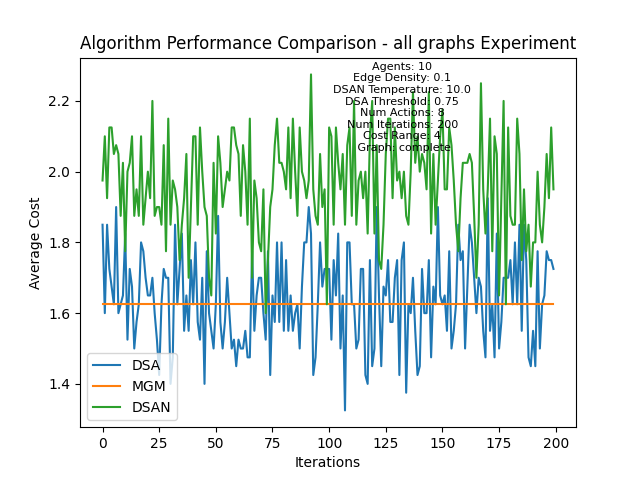 Algorithm Performance Comparison - all graphs Experiment
Agents: 10
Edge Density: 0.1
DSAN Temperature: 10.0
DSA Threshold: 0.75
Num Actions: 8
Num Iterations: 200
Cost Range: 4
Graph: complete
Average Cost
2.2
2.0
1.8
1.6
1.4
DSA
MGM
DSAN
0
25
50
75
100
125
150
175
200
Iterations